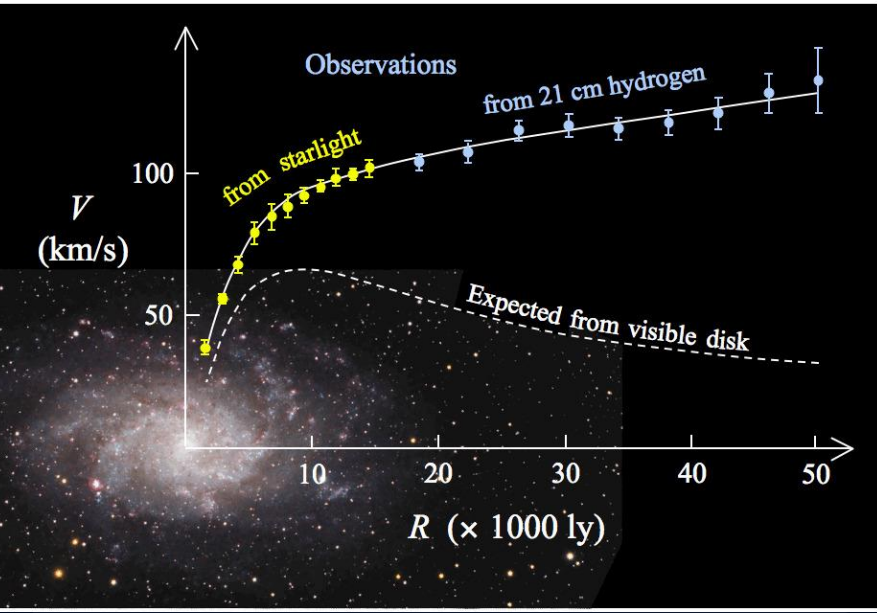 Observations
from 21 cm hydrogen
from starlight
100
V
(km/s)
50
Expected from visible disk
10
20
30
40
50
R (× 1000 ly)